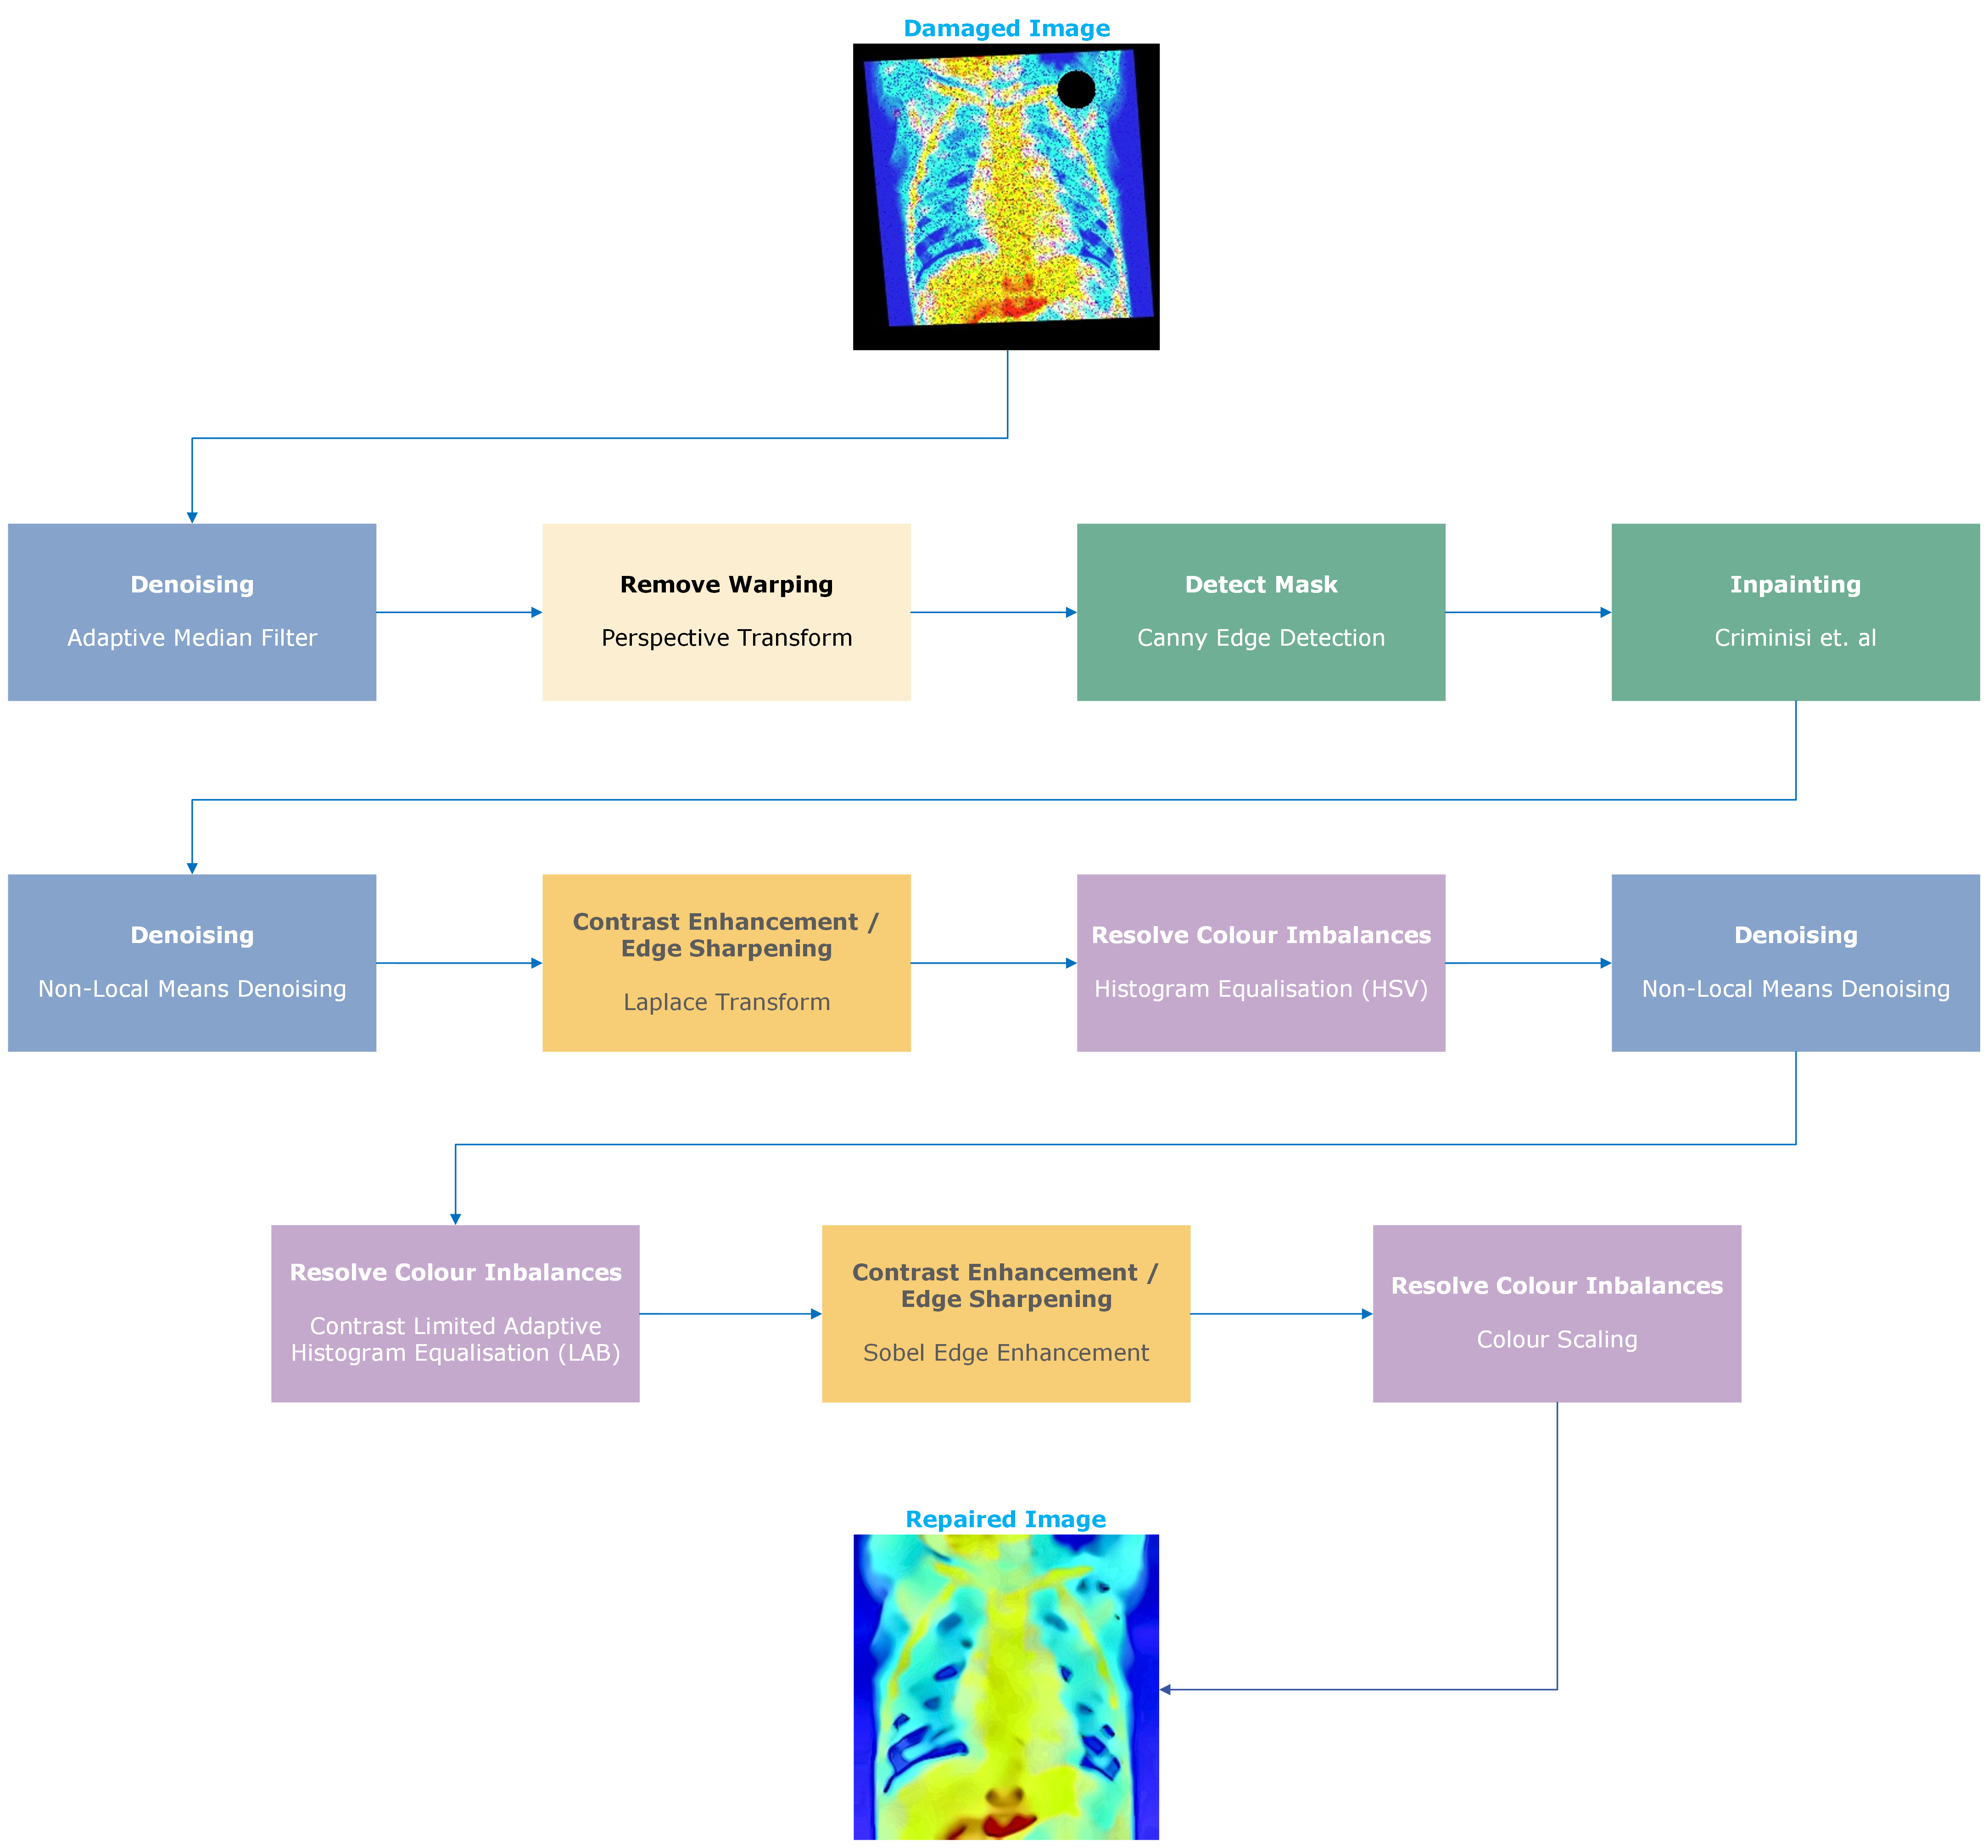 Damaged Image
Denoising
Adaptive Median Filter
Remove Warping
Perspective Transform
Detect Mask
Canny Edge Detection
Inpainting
Criminisi et. al
Denoising
Non-Local Means Denoising
Contrast Enhancement /
Edge Sharpening
Laplace Transform
Resolve Colour Imbalances
Histogram Equalisation (HSV)
Denoising
Non-Local Means Denoising
Resolve Colour Inbalances
Contrast Limited Adaptive
Histogram Equalisation (LAB)
Contrast Enhancement /
Edge Sharpening
Sobel Edge Enhancement
Resolve Colour Inbalances
Colour Scaling
Repaired Image